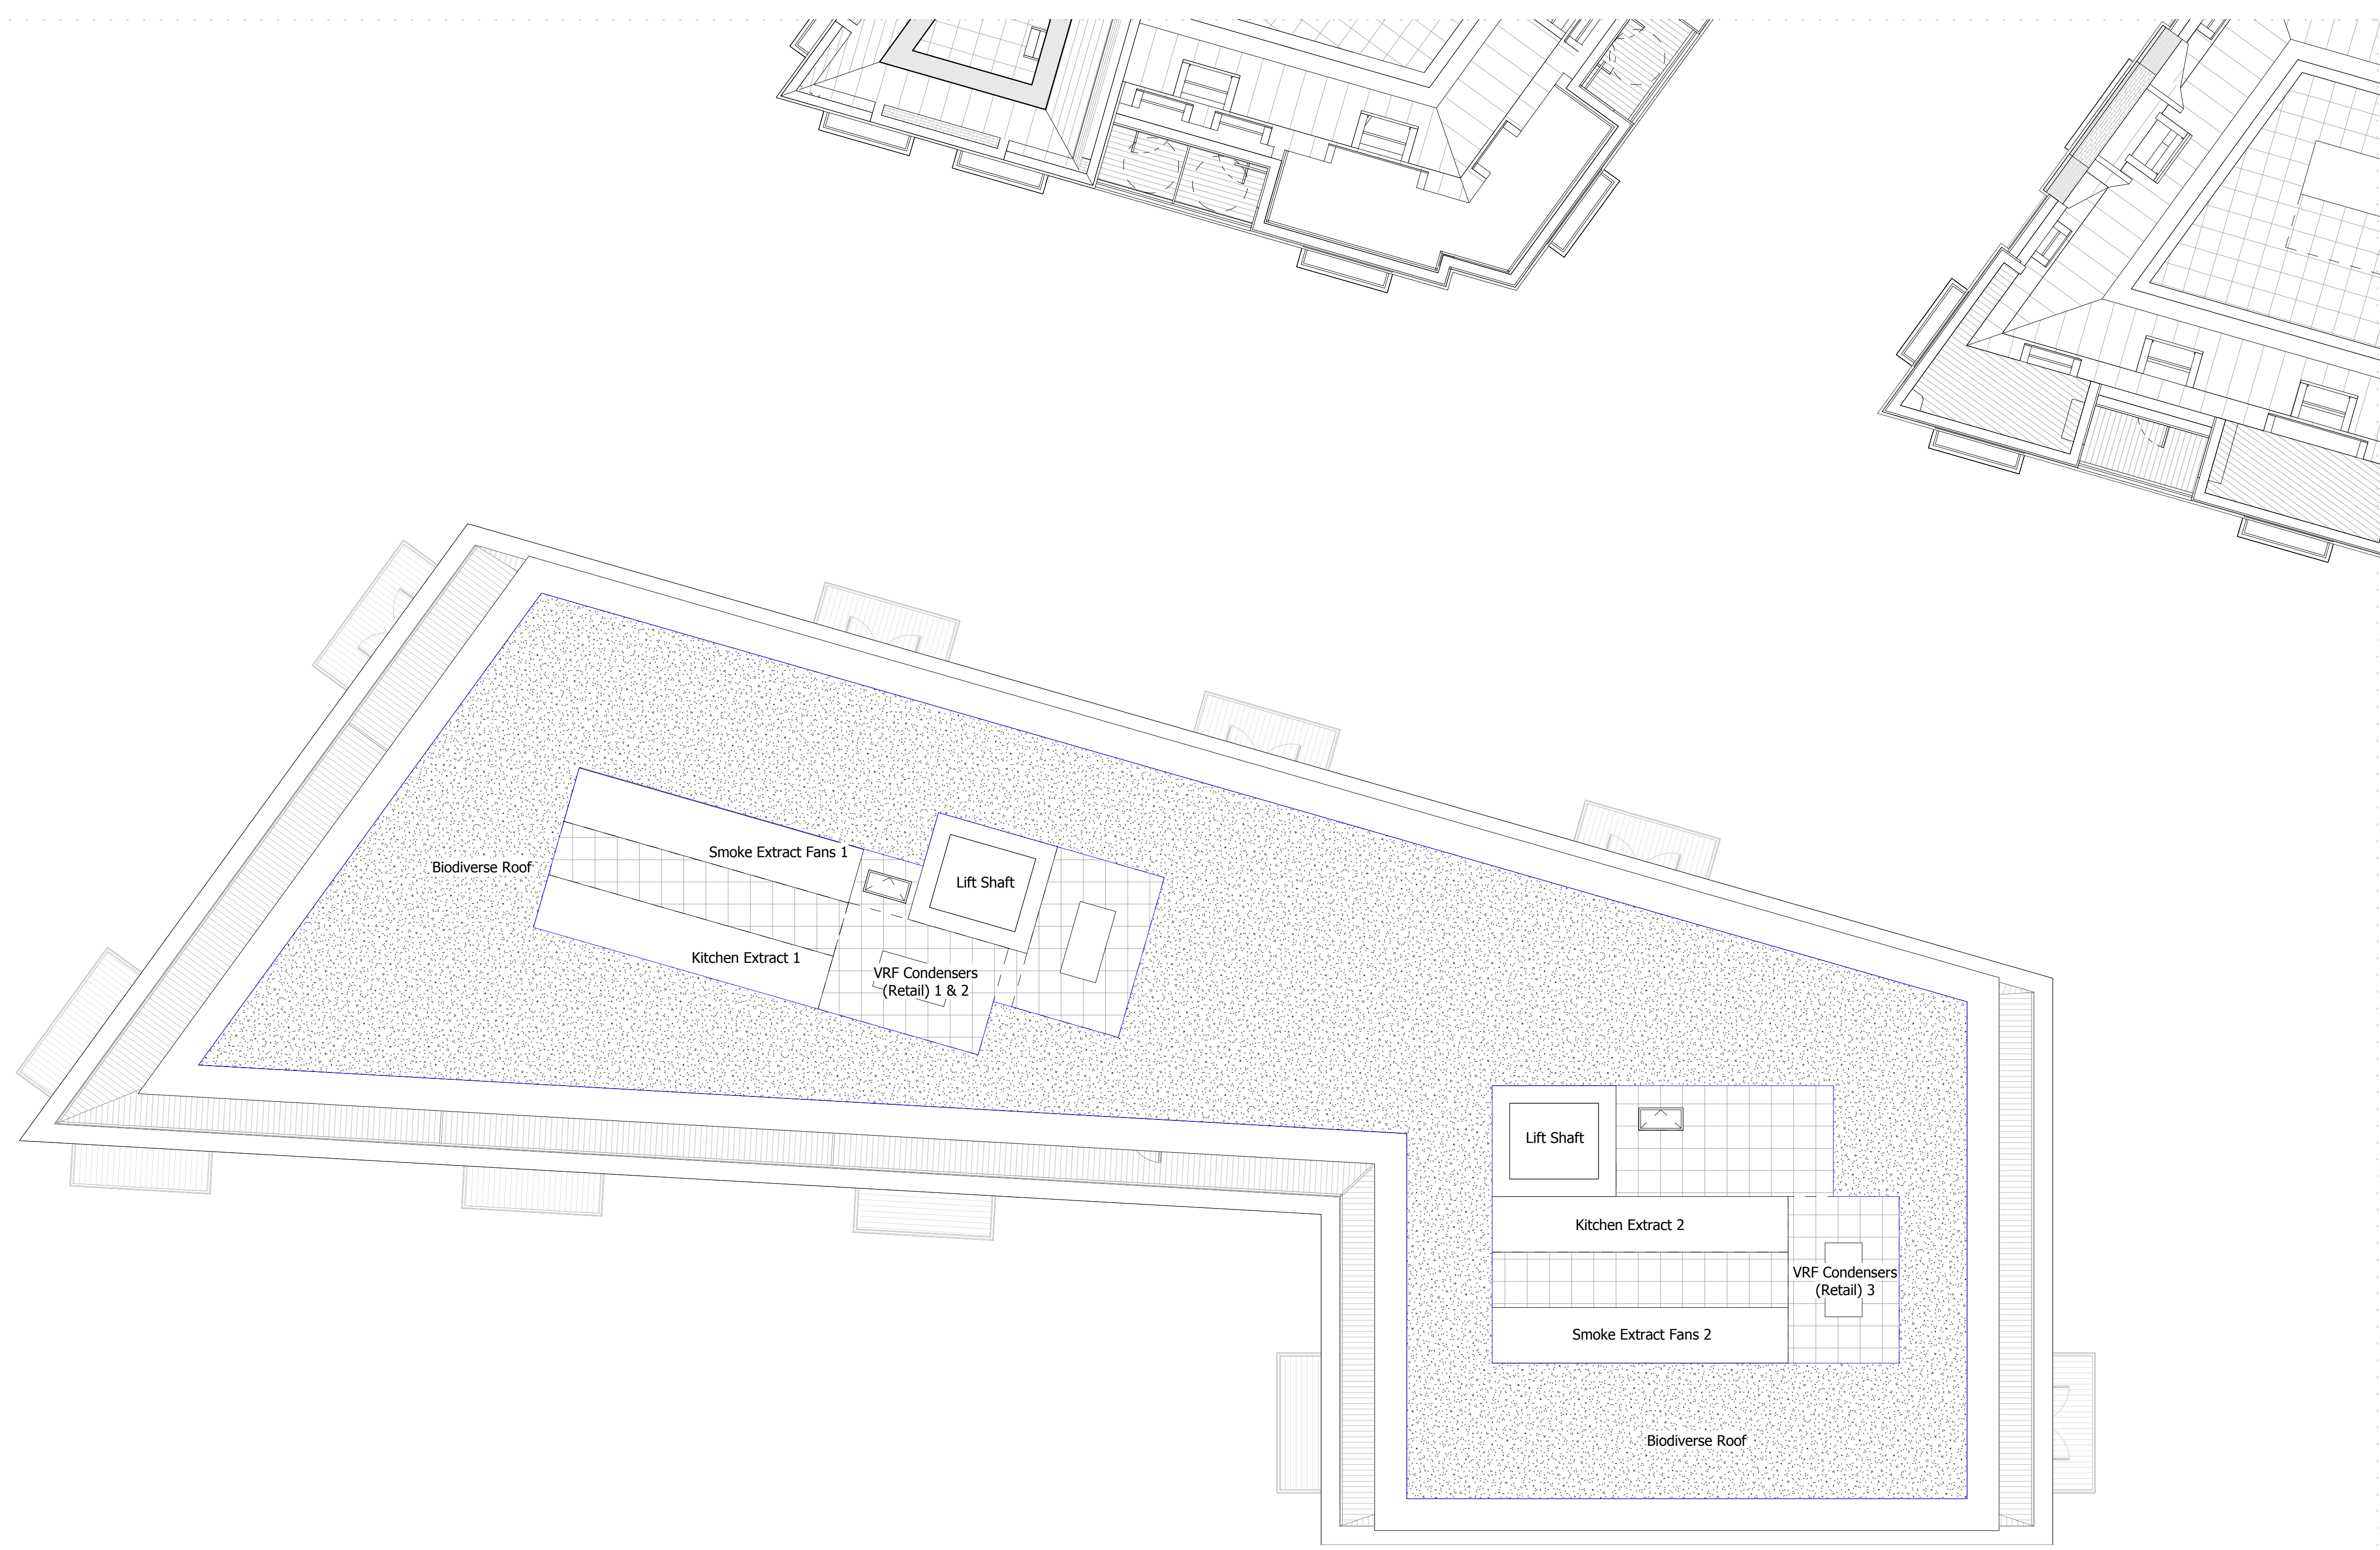 Smoke Extract Fans 1
Biodiverse Roof
Lift Shaft
Kitchen Extract 1
VRF Condensers
(Retail) 1 & 2
Lift Shaft
Kitchen Extract 2
VRF Condensers
(Retail) 3
Smoke Extract Fans 2
Biodiverse Roof